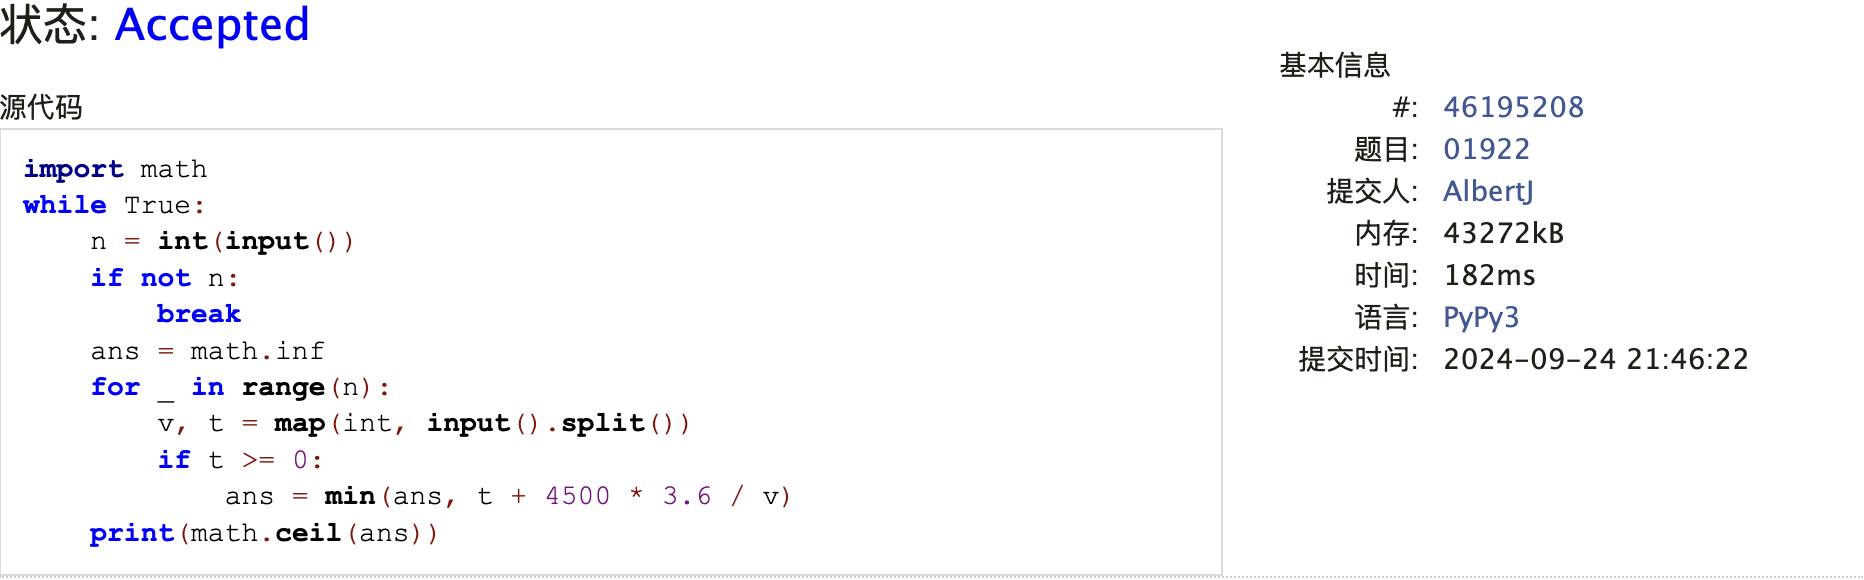 状态: Accepted
源代码
import math
while True:
    n = int(input())
    if not n:
        break
    ans = math.inf
    for _ in range(n):
        v, t = map(int, input().split())
        if t >= 0:
            ans = min(ans, t + 4500 * 3.6 / v)
    print(math.ceil(ans))
基本信息
#: 46195208
题目: 01922
提交人: AlbertJ
内存: 43272kB
时间: 182ms
语言: PyPy3
提交时间: 2024-09-24 21:46:22